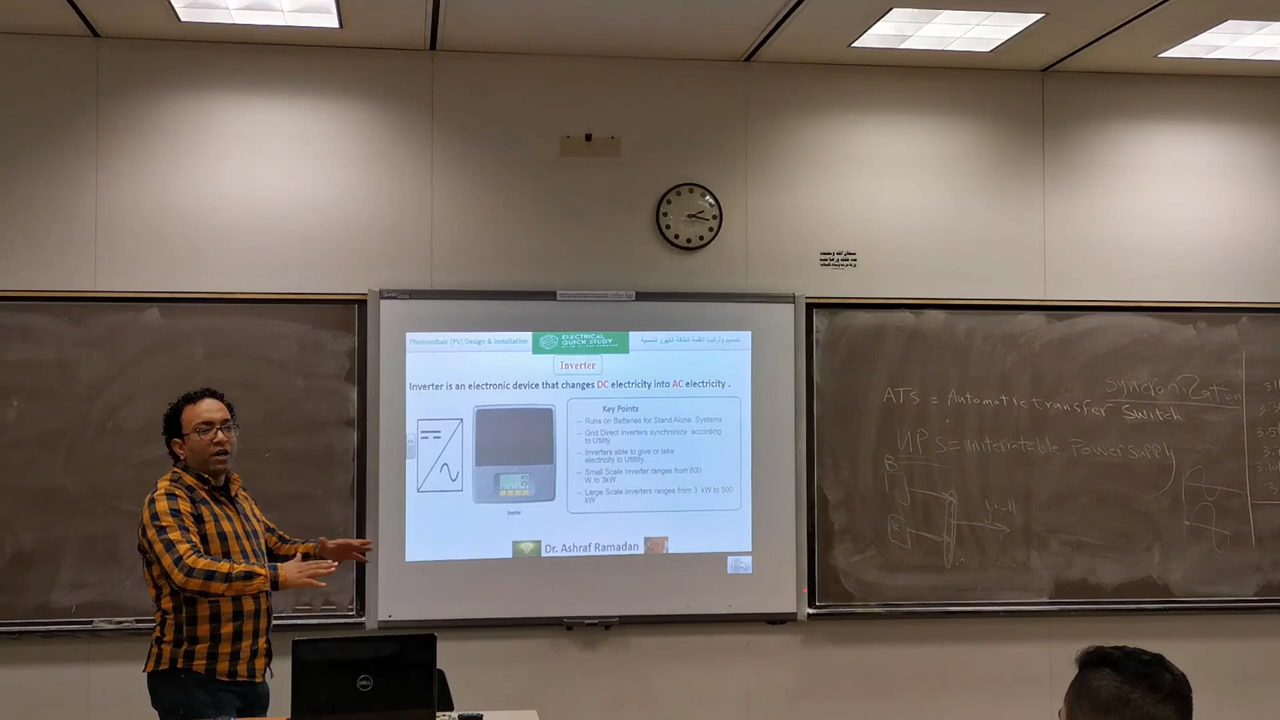 Photovoltaic (PV) Design & Installation
ELECTRICAL
QUICK STUDY
Inverter
Inverter is an electronic device that changes DC electricity into AC electricity .
Key Points
– Runs on Batteries for Stand Alone Systems
– Grid Direct inverters synchronize according
to Utility.
– Inverters able to give or take
electricity to Utility.
– Small Scale inverter ranges from 600
W to 3kW
– Large Scale inverters ranges from 3 kW to 500
kW
Inverter
Dr. Ashraf Ramadan
syncronization
ATs = Automatic transfer switch
UPS = uniteratable Power supply
B
DELL